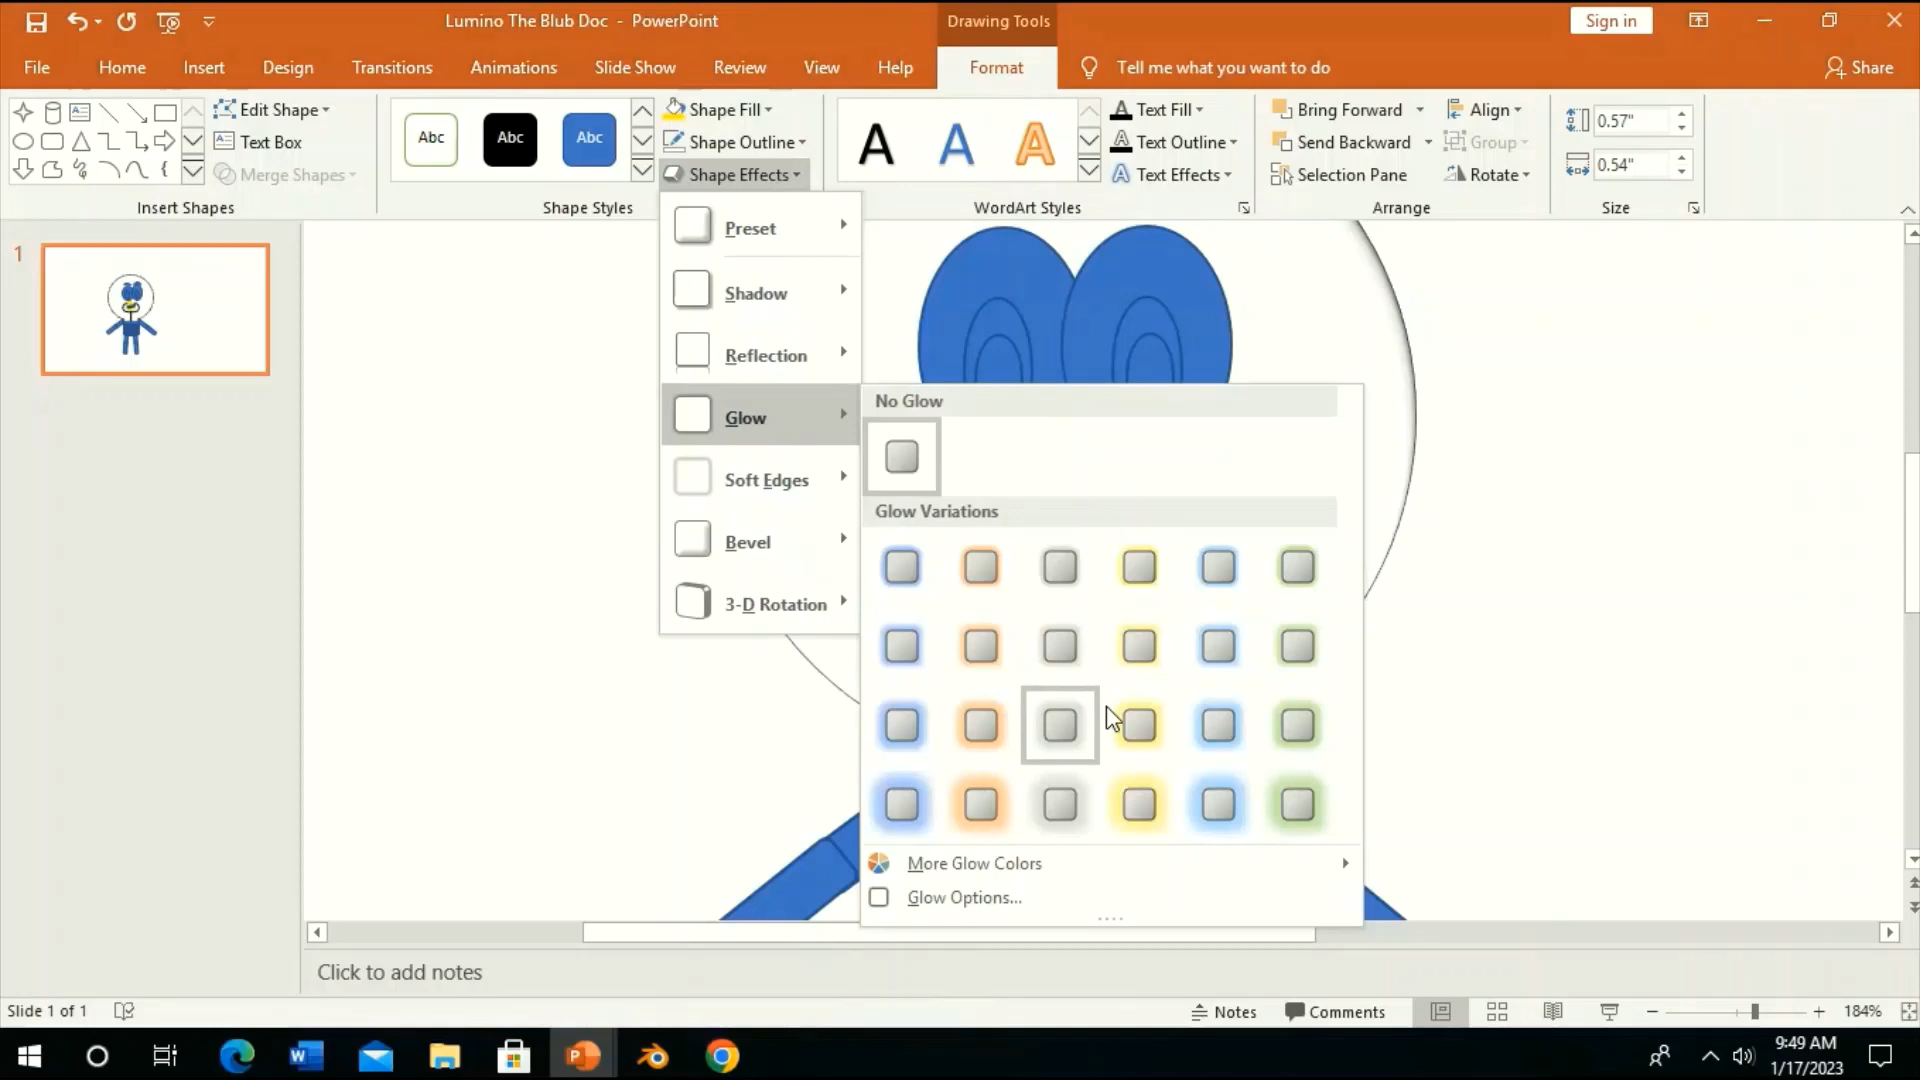 Lumino The Blub Doc - PowerPoint
Drawing Tools
Sign in
File
Home
Insert
Design
Transitions
Animations
Slide Show
Review
View
Help
Format
Tell me what you want to do
Share
Edit Shape
Text Box
Merge Shapes
Insert Shapes
Abc
Abc
Abc
Shape Fill
Shape Outline
Shape Effects
Shape Styles
A
A
A
Text Fill
Text Outline
Text Effects
WordArt Styles
Bring Forward
Send Backward
Selection Pane
Align
Group
Rotate
Arrange
0.57"
0.54"
Size
1
Preset
Shadow
Reflection
Glow
Soft Edges
Bevel
3-D Rotation
No Glow
Glow Variations
More Glow Colors
Glow Options...
Click to add notes
Slide 1 of 1
Notes
Comments
184%
9:49 AM
1/17/2023